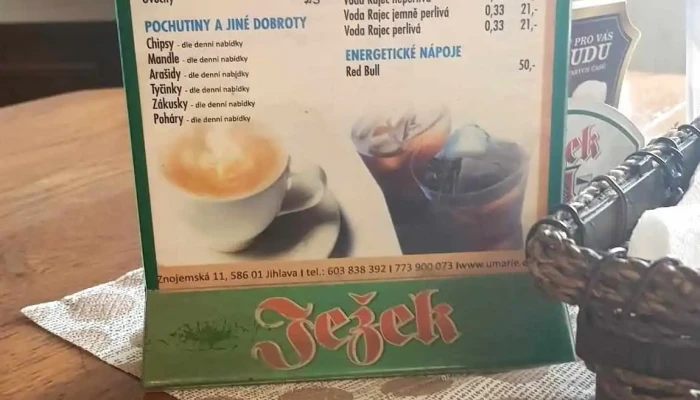 Voda Rajec jemně perlivá 0,33 21,-
Voda Rajec perlivá 0,33 21,-
POCHUTINY A JINÉ DOBROTY
Chipsy - dle denní nabídky
Mandle - dle denní nabídky
Arašídy - dle denní nabídky
Tyčinky - dle denní nabídky
Zákusky - dle denní nabídky
Poháry - dle denní nabídky
ENERGETICKÉ NÁPOJE
Red Bull 50,-
PRO VÁS
Znojemská 11, 586 01 Jihlava I tel.: 603 838 392 I 773 900 073 Iwww.umarie.
Ježek